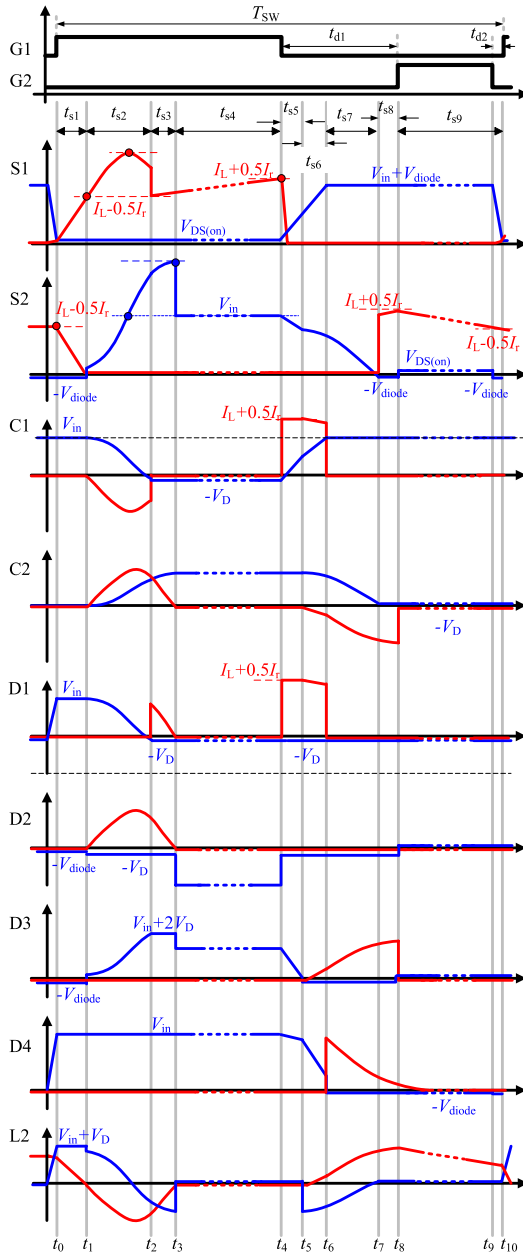 T_SW
G1
t_d1
t_d2
G2
t_s1 t_s2 t_s3 t_s4 t_s5 t_s7 t_s8 t_s9
t_s6
S1
I_L+0.5I_r
V_in+V_diode
I_L-0.5I_r
V_DS(on)
S2
I_L-0.5I_r
V_in
I_L+0.5I_r
I_L-0.5I_r
V_DS(on)
-V_diode
-V_diode
-V_diode
C1
V_in
I_L+0.5I_r
-V_D
C2
-V_D
D1
V_in
I_L+0.5I_r
-V_D
-V_D
D2
-V_diode
-V_D
D3
V_in+2V_D
-V_diode
D4
V_in
-V_diode
L2
V_in+V_D
t_0 t_1 t_2 t_3 t_4 t_5 t_6 t_7 t_8 t_9 t_10